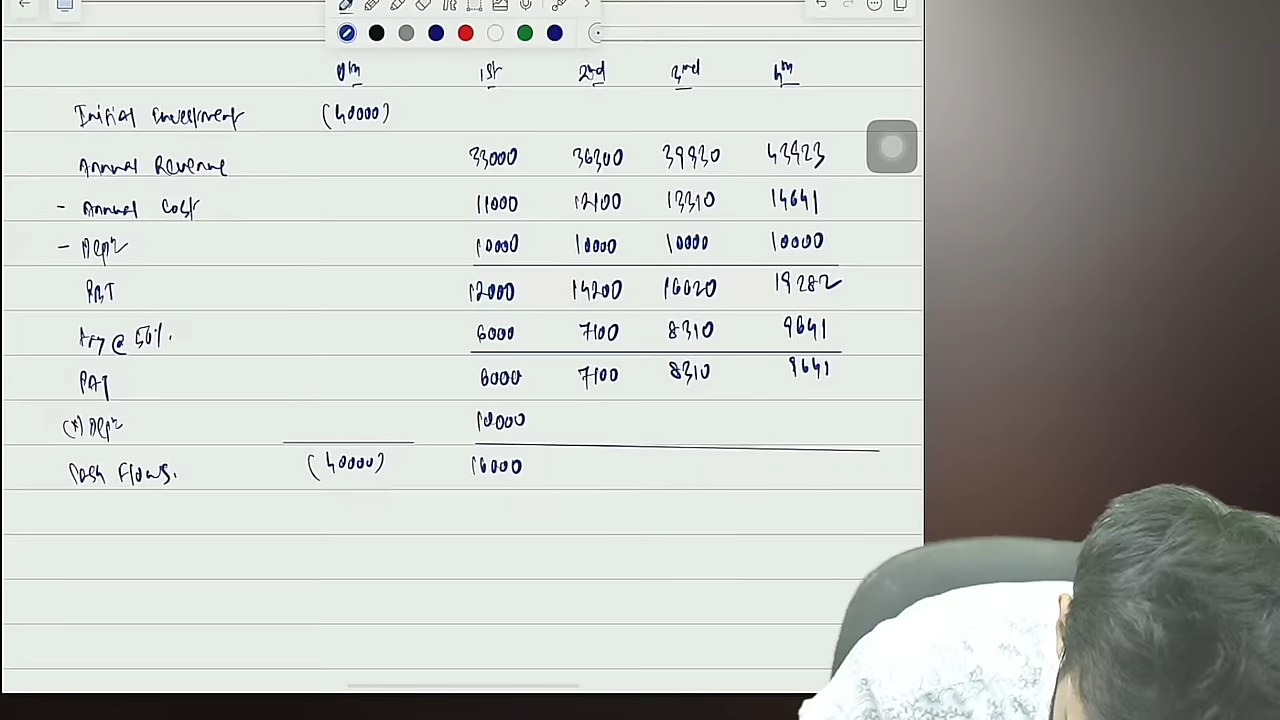 0th 1st 2nd 3rd 4th
Initial investment (40000)
Annual Revenue 33000 36300 39930 43923
- Annual Cost 11000 12100 13310 14641
- Depn 10000 10000 10000 10000
PBT 12000 14200 16620 19282
Tax @ 50%. 6000 7100 8310 9641
PAT 6000 7100 8310 9641
(+) Depn 10000
Cash Flows. (40000) 16000